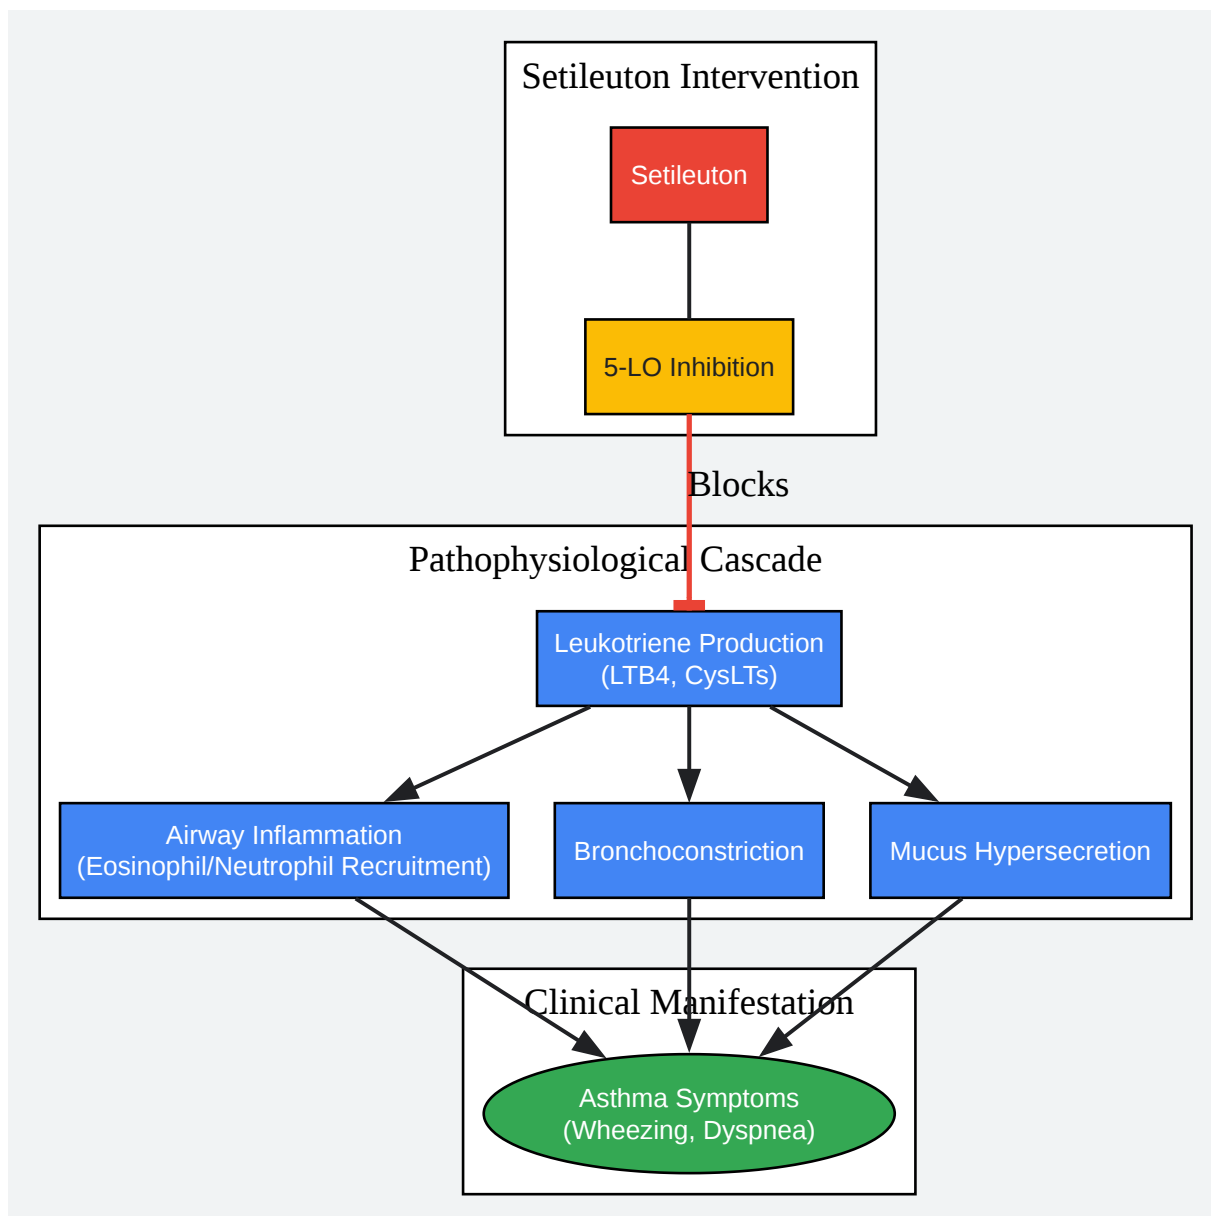 Setileuton Intervention
Setileuton
5-LO Inhibition
Blocks
Pathophysiological Cascade
Leukotriene Production
(LTB4, CysLTs)
Airway Inflammation
(Eosinophil/Neutrophil Recruitment)
Bronchoconstriction
Mucus Hypersecretion
Clinical Manifestation
Asthma Symptoms
(Wheezing, Dyspnea)